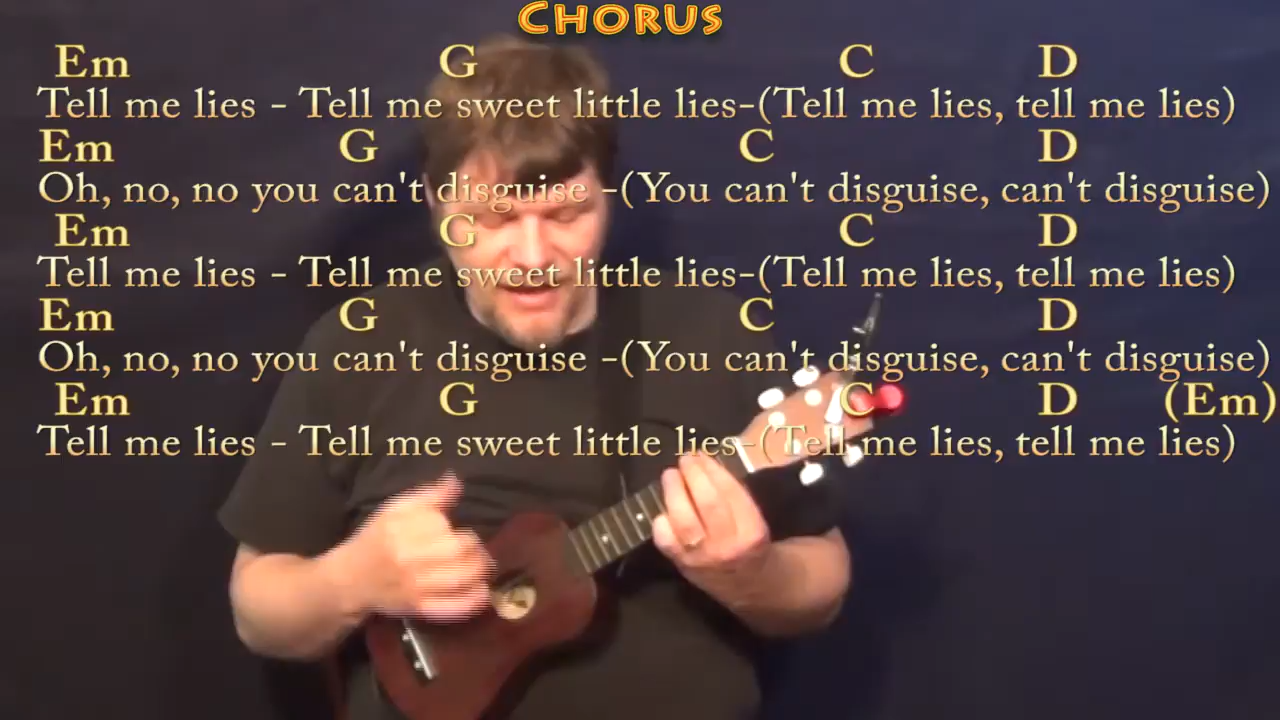 CHORUS
Em G C D
Tell me lies - Tell me sweet little lies-(Tell me lies, tell me lies)
Em G C D
Oh, no, no you can't disguise -(You can't disguise, can't disguise)
Em G C D
Tell me lies - Tell me sweet little lies-(Tell me lies, tell me lies)
Em G C D
Oh, no, no you can't disguise -(You can't disguise, can't disguise)
Em G C D (Em)
Tell me lies - Tell me sweet little lies-(Tell me lies, tell me lies)